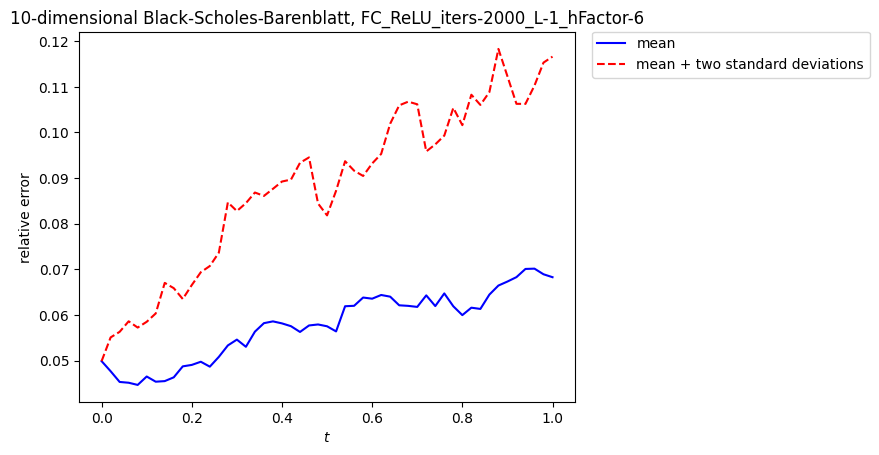 10-dimensional Black-Scholes-Barenblatt, FC_ReLU_iters-2000_L-1_hFactor-6
mean
mean + two standard deviations
relative error
0.12
0.11
0.10
0.09
0.08
0.07
0.06
0.05
0.0 0.2 0.4 0.6 0.8 1.0
t